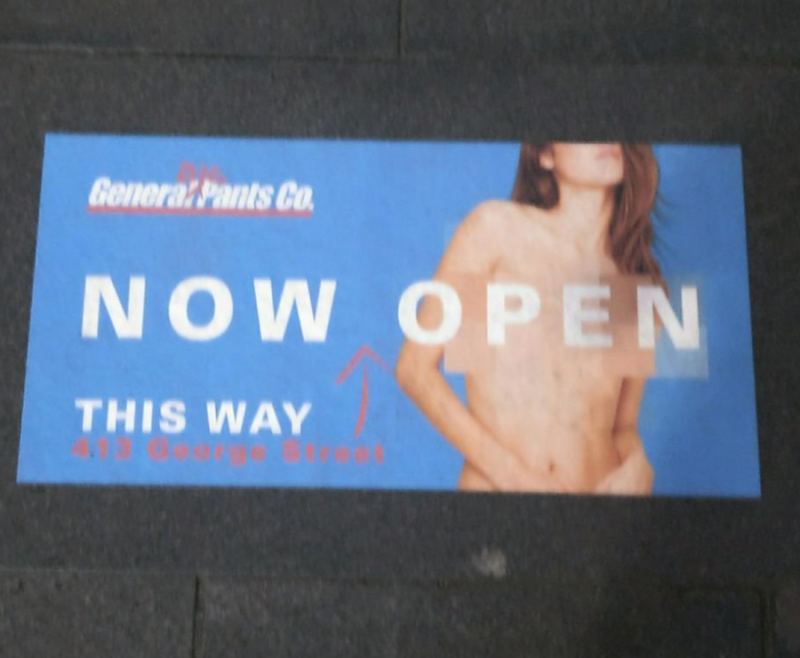 General Pants Co.
NOW OPEN
THIS WAY
413 George Street